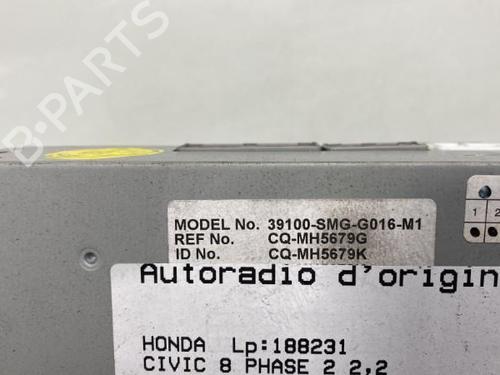 B-PARTS
MODEL No. 39100-SMG-G016-M1
REF No. CQ-MH5679G
ID No. CQ-MH5679K
1 2
Autoradio d'origin
HONDA Lp:188231
CIVIC 8 PHASE 2 2,2